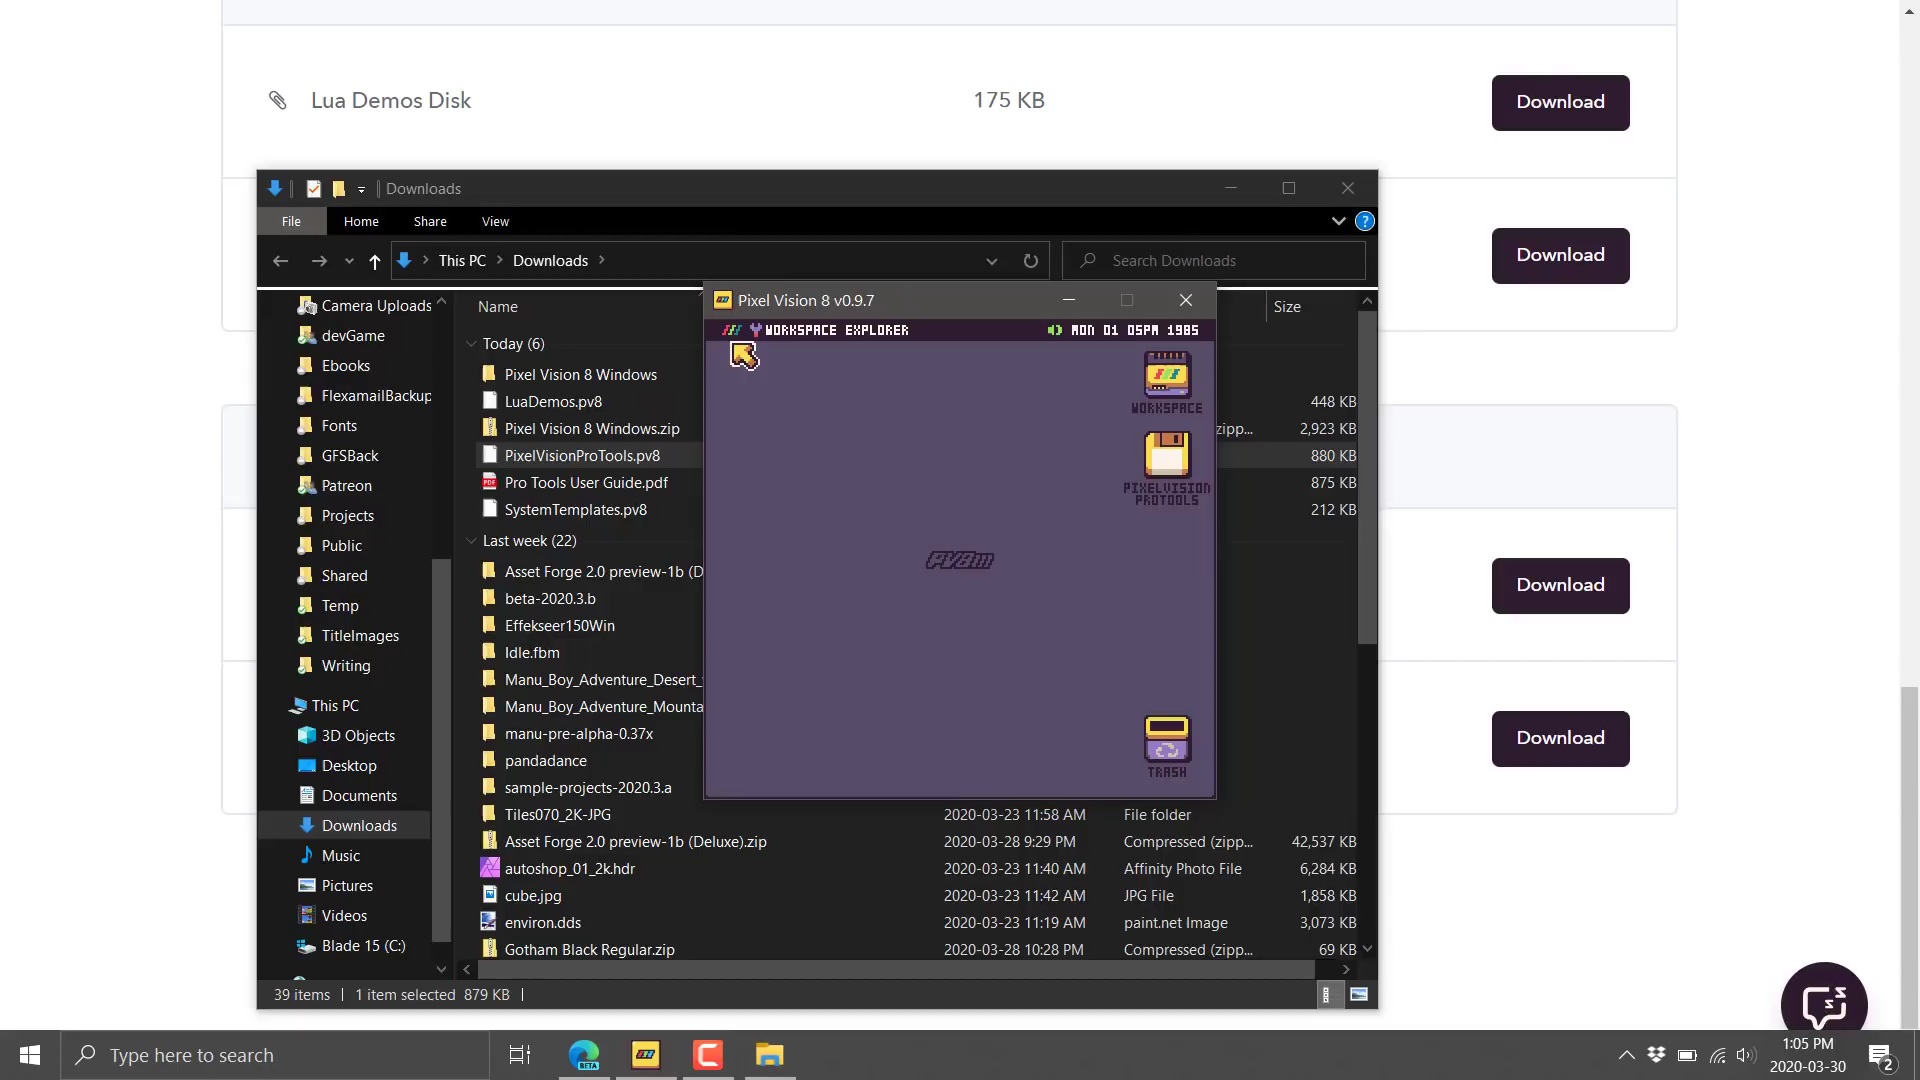 Lua Demos Disk 175 KB Download
Downloads
File Home Share View
Download
This PC Downloads Search Downloads
Name Size
Pixel Vision 8 v0.9.7
WORKSPACE EXPLORER MON 01 05PM 1985
WORKSPACE
PIXELVISION
PROTOOLS
PV8
TRASH
Camera Uploads
devGame
Ebooks
FlexamailBackup
Fonts
GFSBack
Patreon
Projects
Public
Shared
Temp
TitleImages
Writing
This PC
3D Objects
Desktop
Documents
Downloads
Music
Pictures
Videos
Blade 15 (C:)
Today (6)
Pixel Vision 8 Windows
LuaDemos.pv8 448 KB
Pixel Vision 8 Windows.zip zipp... 2,923 KB
PixelVisionProTools.pv8 880 KB
Pro Tools User Guide.pdf 875 KB
SystemTemplates.pv8 212 KB
Last week (22)
Asset Forge 2.0 preview-1b (D
beta-2020.3.b
Effekseer150Win
Idle.fbm
Manu_Boy_Adventure_Desert_
Manu_Boy_Adventure_Mounta
manu-pre-alpha-0.37x
pandadance
sample-projects-2020.3.a
Tiles070_2K-JPG 2020-03-23 11:58 AM File folder
Asset Forge 2.0 preview-1b (Deluxe).zip 2020-03-28 9:29 PM Compressed (zipp... 42,537 KB
autoshop_01_2k.hdr 2020-03-23 11:40 AM Affinity Photo File 6,284 KB
cube.jpg 2020-03-23 11:42 AM JPG File 1,858 KB
environ.dds 2020-03-23 11:19 AM paint.net Image 3,073 KB
Gotham Black Regular.zip 2020-03-28 10:28 PM Compressed (zipp... 69 KB
39 items 1 item selected 879 KB
Download
Download
Type here to search
BETA
1:05 PM
2020-03-30
2